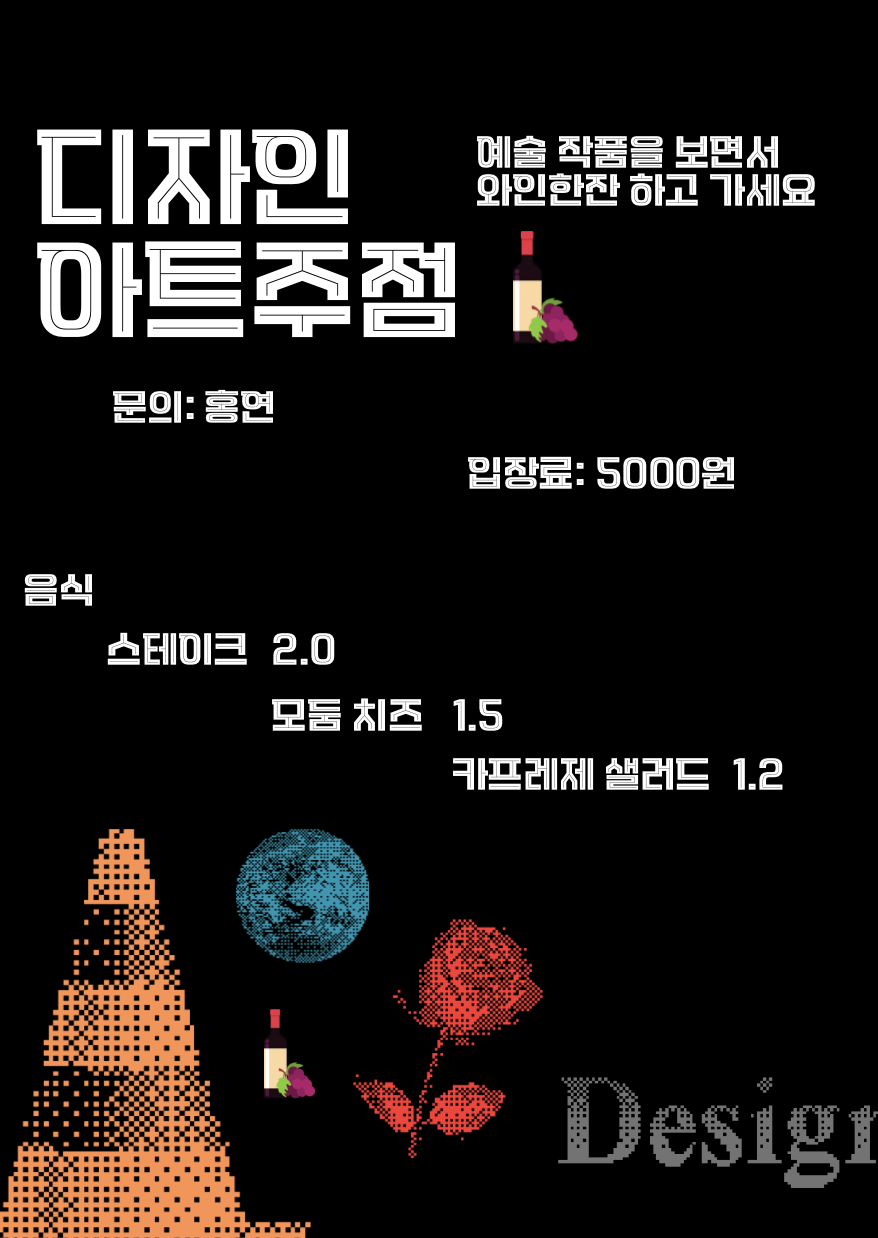 디자인
아트주점
예술 작품을 보면서
와인한잔 하고 가세요
문의: 홍연
입장료: 5000원
음식
스테이크 2.0
모둠 치즈 1.5
카프레제 샐러드 1.2
Design